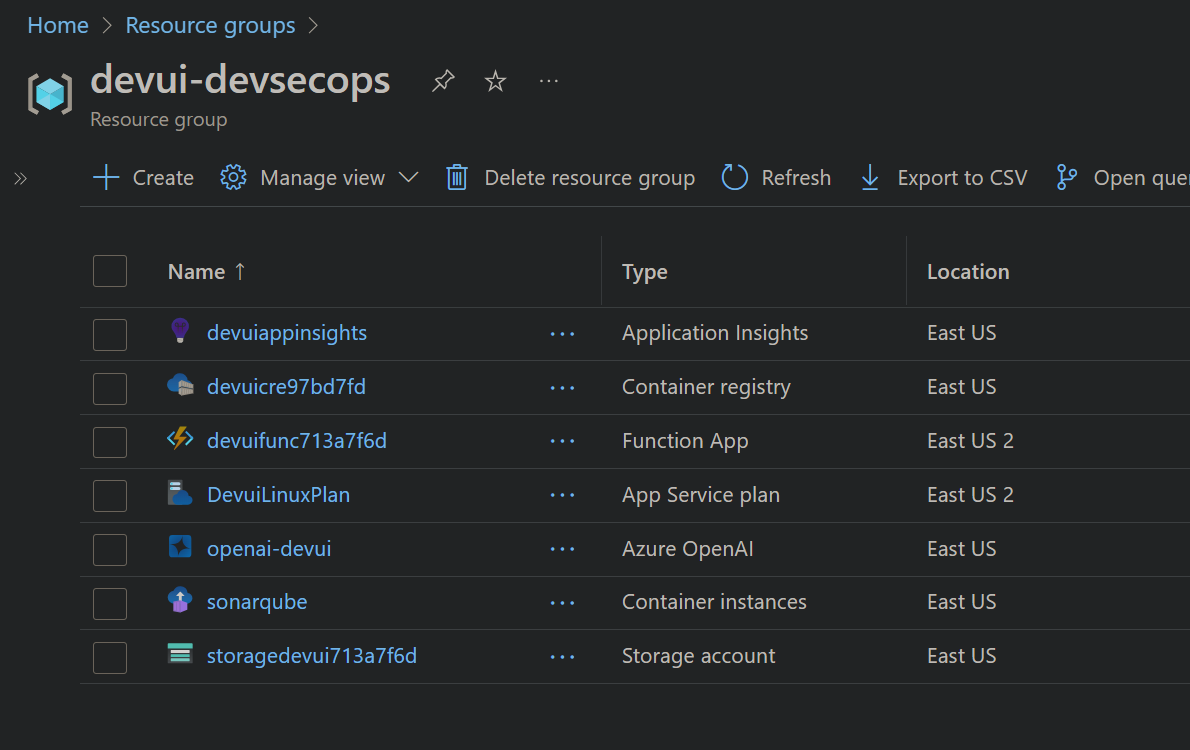 Home > Resource groups >
devui-devsecops ...
Resource group
» + Create Manage view Delete resource group Refresh Export to CSV Open quer
Name ↑ Type Location
devuiappinsights ... Application Insights East US
devuicre97bd7fd ... Container registry East US
devuifunc713a7f6d ... Function App East US 2
DevuiLinuxPlan ... App Service plan East US 2
openai-devui ... Azure OpenAI East US
sonarqube ... Container instances East US
storagedevui713a7f6d ... Storage account East US